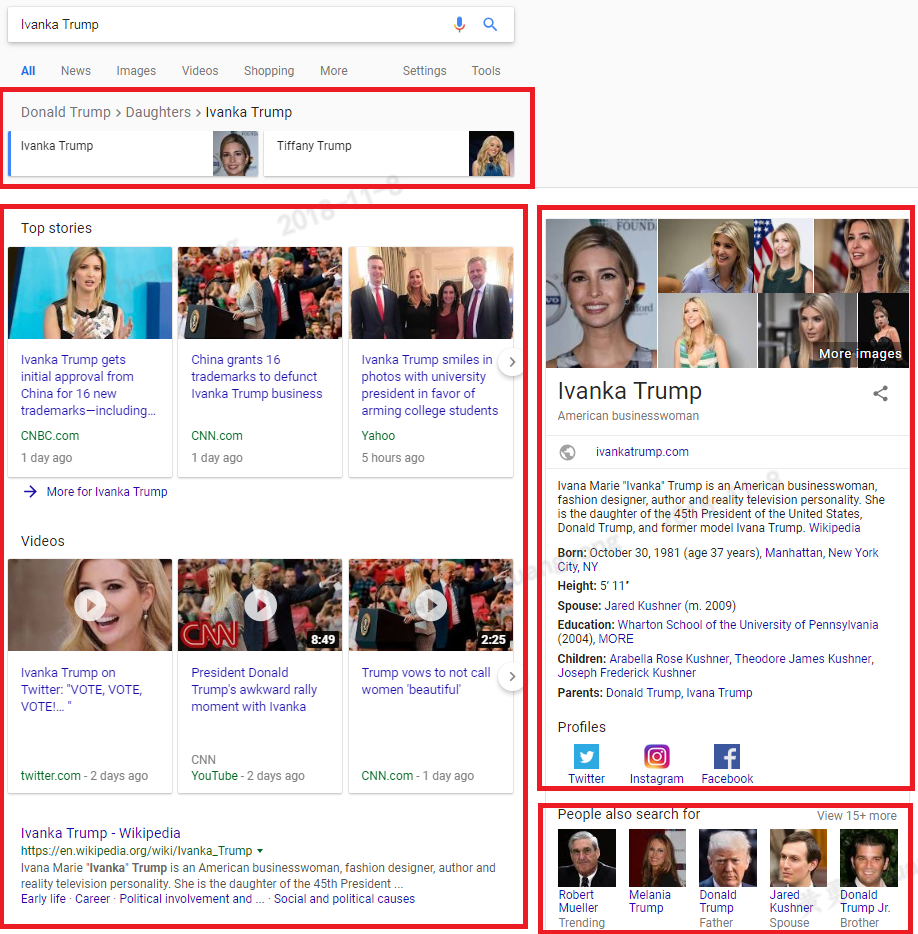 Ivanka Trump
All News Images Videos Shopping More Settings Tools
Donald Trump > Daughters > Ivanka Trump
Ivanka Trump
Tiffany Trump
2018-11-8
Top stories
Ivanka Trump gets
initial approval from
China for 16 new
trademarks—including...
CNBC.com
1 day ago
China grants 16
trademarks to defunct
Ivanka Trump business
CNN.com
1 day ago
Ivanka Trump smiles in
photos with university
president in favor of
arming college students
Yahoo
5 hours ago
More for Ivanka Trump
Videos
Ivanka Trump on
Twitter: "VOTE, VOTE,
VOTE!... "
twitter.com - 2 days ago
CNN
8:49
President Donald
Trump's awkward rally
moment with Ivanka
CNN
YouTube - 2 days ago
2:25
Trump vows to not call
women 'beautiful'
CNN.com - 1 day ago
Ivanka Trump - Wikipedia
https://en.wikipedia.org/wiki/Ivanka_Trump
Ivana Marie "Ivanka" Trump is an American businesswoman, fashion designer, author and
reality television personality. She is the daughter of the 45th President ...
Early life · Career · Political involvement and ... · Social and political causes
More images
Ivanka Trump
American businesswoman
ivankatrump.com
Ivana Marie "Ivanka" Trump is an American businesswoman,
fashion designer, author and reality television personality. She
is the daughter of the 45th President of the United States,
Donald Trump, and former model Ivana Trump. Wikipedia
Born: October 30, 1981 (age 37 years), Manhattan, New York
City, NY
Height: 5′ 11″
Spouse: Jared Kushner (m. 2009)
Education: Wharton School of the University of Pennsylvania
(2004), MORE
Children: Arabella Rose Kushner, Theodore James Kushner,
Joseph Frederick Kushner
Parents: Donald Trump, Ivana Trump
Profiles
Twitter
Instagram
Facebook
People also search for
View 15+ more
Robert
Mueller
Trending
Melania
Trump
Donald
Trump
Father
Jared
Kushner
Spouse
Donald
Trump Jr.
Brother